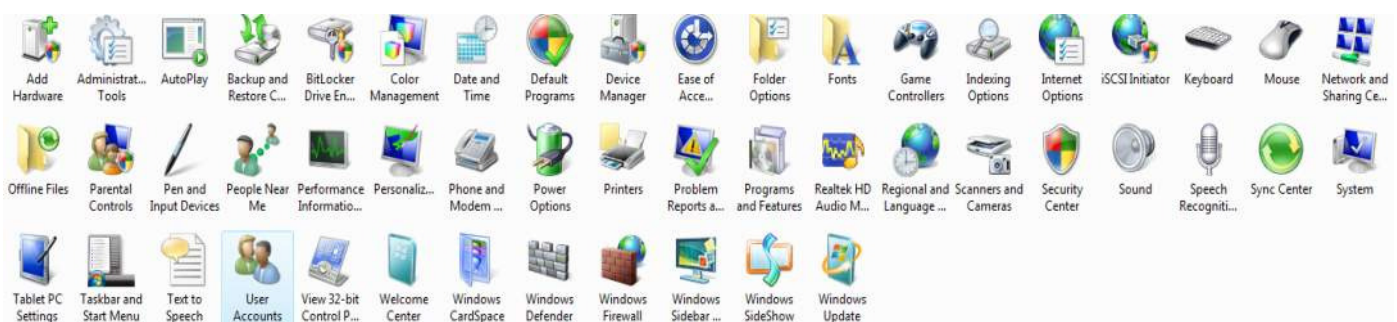 Add Hardware
Administrat... Tools
AutoPlay
Backup and Restore C...
BitLocker Drive En...
Color Management
Date and Time
Default Programs
Device Manager
Ease of Acce...
Folder Options
Fonts
Game Controllers
Indexing Options
Internet Options
iSCSI Initiator
Keyboard
Mouse
Network and Sharing Ce...
Offline Files
Parental Controls
Pen and Input Devices
People Near Me
Performance Informatio...
Personaliz...
Phone and Modem ...
Power Options
Printers
Problem Reports a...
Programs and Features
Realtek HD Audio M...
Regional and Language ...
Scanners and Cameras
Security Center
Sound
Speech Recogniti...
Sync Center
System
Tablet PC Settings
Taskbar and Start Menu
Text to Speech
User Accounts
View 32-bit Control P...
Welcome Center
Windows CardSpace
Windows Defender
Windows Firewall
Windows Sidebar ...
Windows SideShow
Windows Update